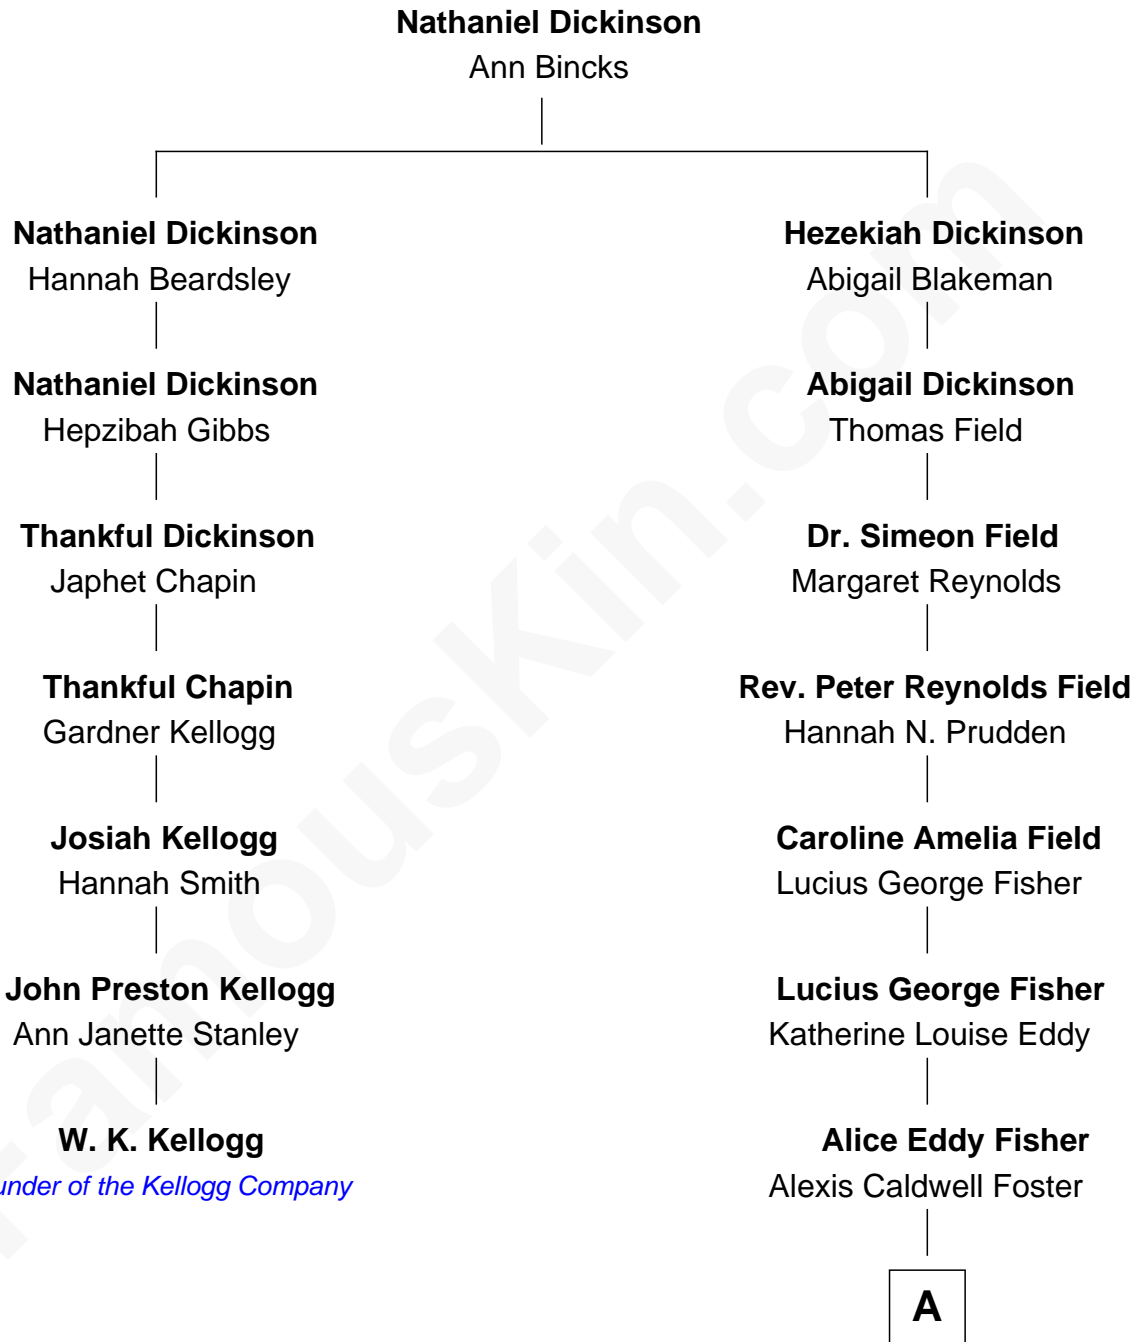 Nathaniel Dickinson
Ann Bincks
Nathaniel Dickinson
Hannah Beardsley
Hezekiah Dickinson
Abigail Blakeman
Nathaniel Dickinson
Hepzibah Gibbs
Abigail Dickinson
Thomas Field
Thankful Dickinson
Japhet Chapin
Dr. Simeon Field
Margaret Reynolds
Thankful Chapin
Gardner Kellogg
Rev. Peter Reynolds Field
Hannah N. Prudden
Josiah Kellogg
Hannah Smith
Caroline Amelia Field
Lucius George Fisher
John Preston Kellogg
Ann Janette Stanley
Lucius George Fisher
Katherine Louise Eddy
W. K. Kellogg
under of the Kellogg Company
Alice Eddy Fisher
Alexis Caldwell Foster
A
FamousKin.com